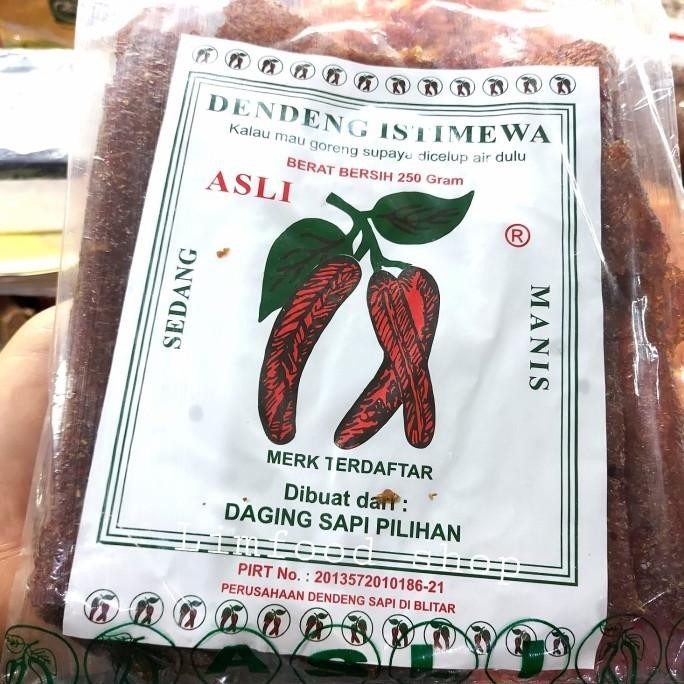 DENDENG ISTIMEWA
Kalau mau goreng supaya dicelup air dulu
BERAT BERSIH 250 Gram
ASLI
®
SEDANG
MANIS
MERK TERDAFTAR
Dibuat dari :
DAGING SAPI PILIHAN
Limfood shop
PIRT No. : 2013572010186-21
PERUSAHAAN DENDENG SAPI DI BLITAR
ASLI